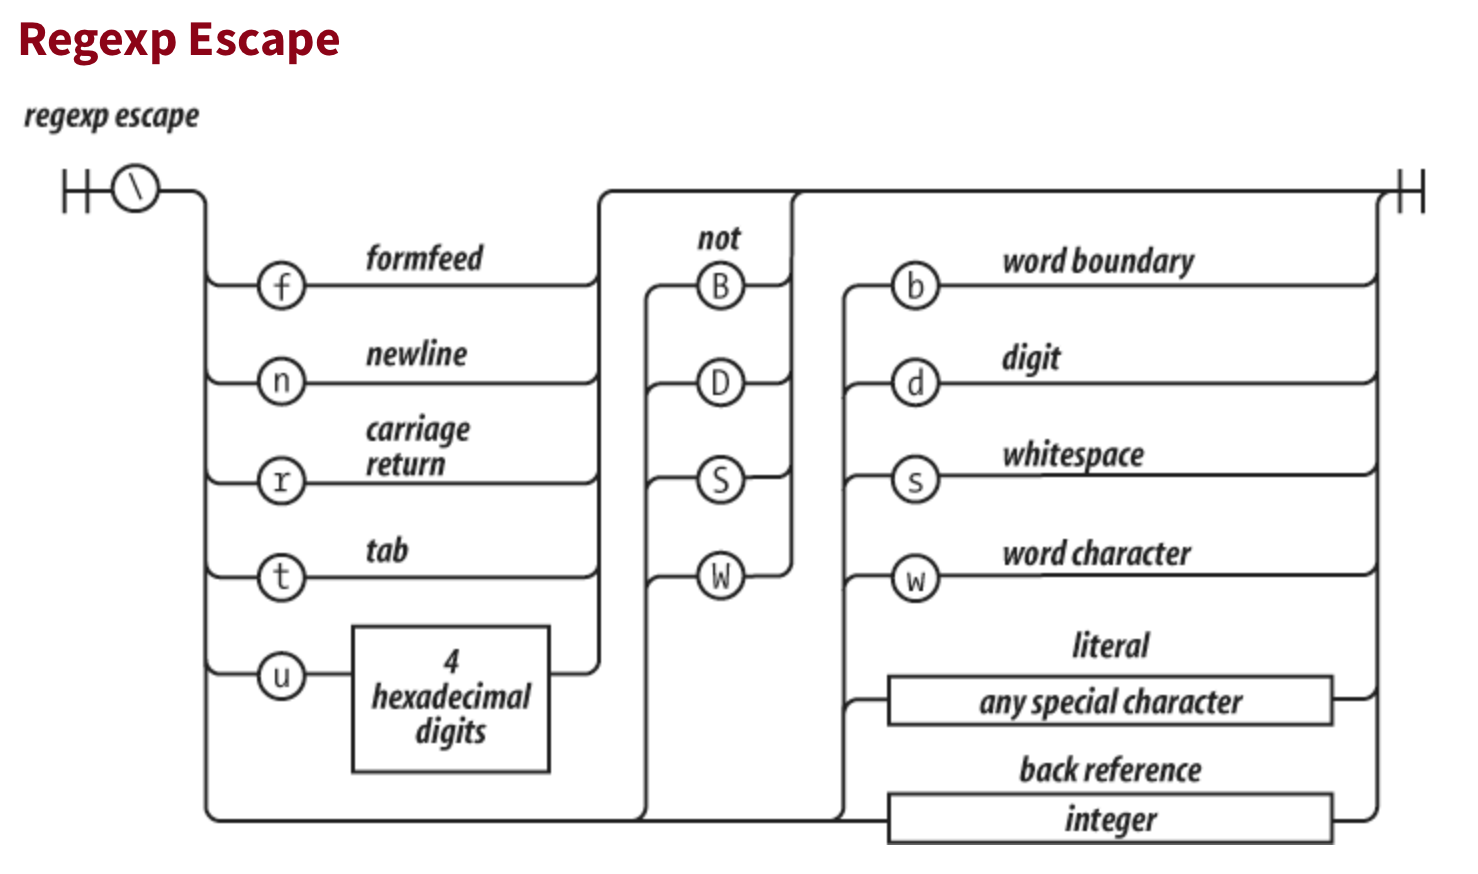 Regexp Escape
regexp escape
\
f
formfeed
n
newline
r
carriage
return
t
tab
u
4
hexadecimal
digits
not
B
D
S
W
b
word boundary
d
digit
s
whitespace
w
word character
literal
any special character
back reference
integer